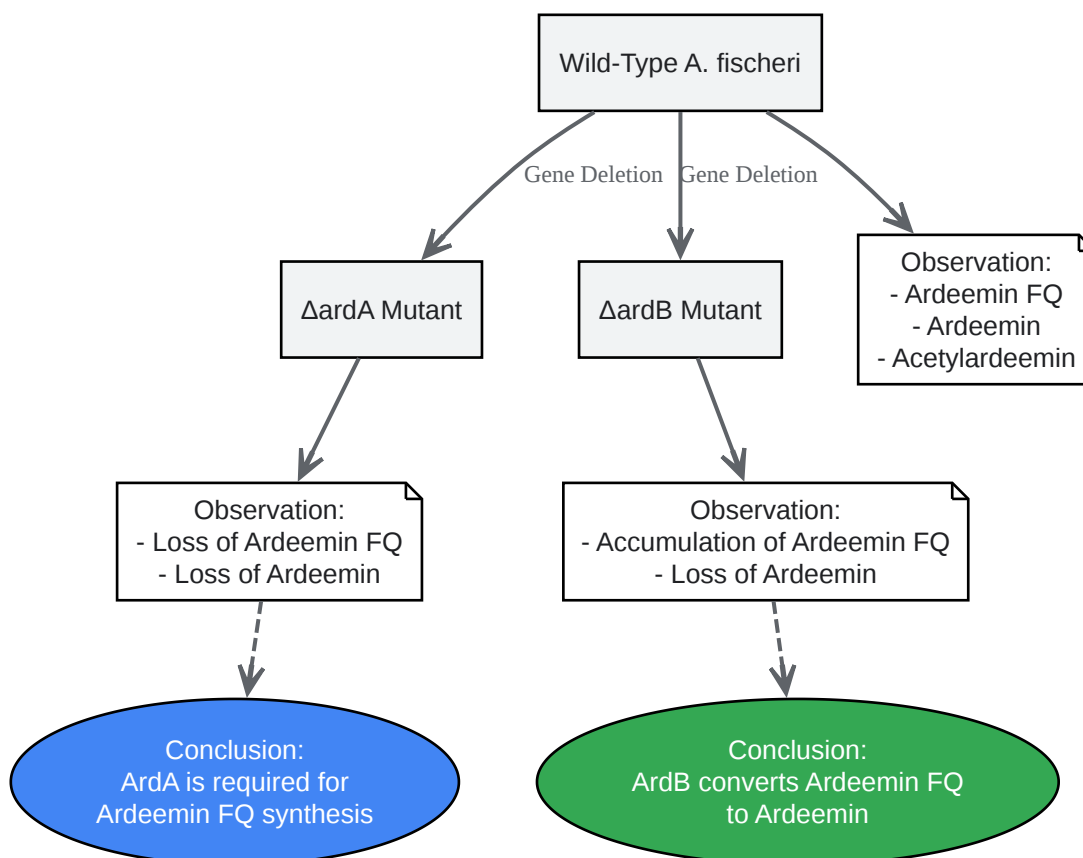 Wild-Type A. fischeri
Gene Deletion
Gene Deletion
ΔardA Mutant
ΔardB Mutant
Observation:
- Ardeemin FQ
- Ardeemin
- Acetylardeemin
Observation:
- Loss of Ardeemin FQ
- Loss of Ardeemin
Observation:
- Accumulation of Ardeemin FQ
- Loss of Ardeemin
Conclusion:
ArdA is required for
Ardeemin FQ synthesis
Conclusion:
ArdB converts Ardeemin FQ
to Ardeemin